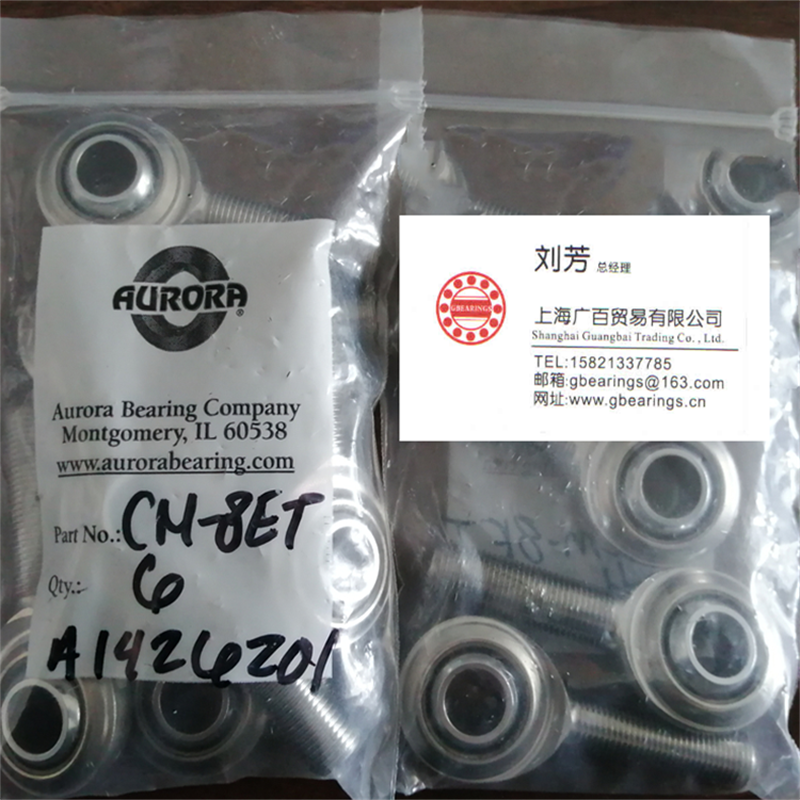 AURORA
®
Aurora Bearing Company
Montgomery, IL 60538
www.aurorabearing.com
Part No.: CM-8ET
Qty.: 6
A1426201
刘芳 总经理
GBEARINGS
上海广百贸易有限公司
Shanghai Guangbai Trading Co., Ltd.
TEL:15821337785
邮箱:gbearings@163.com
网址:www.gbearings.cn